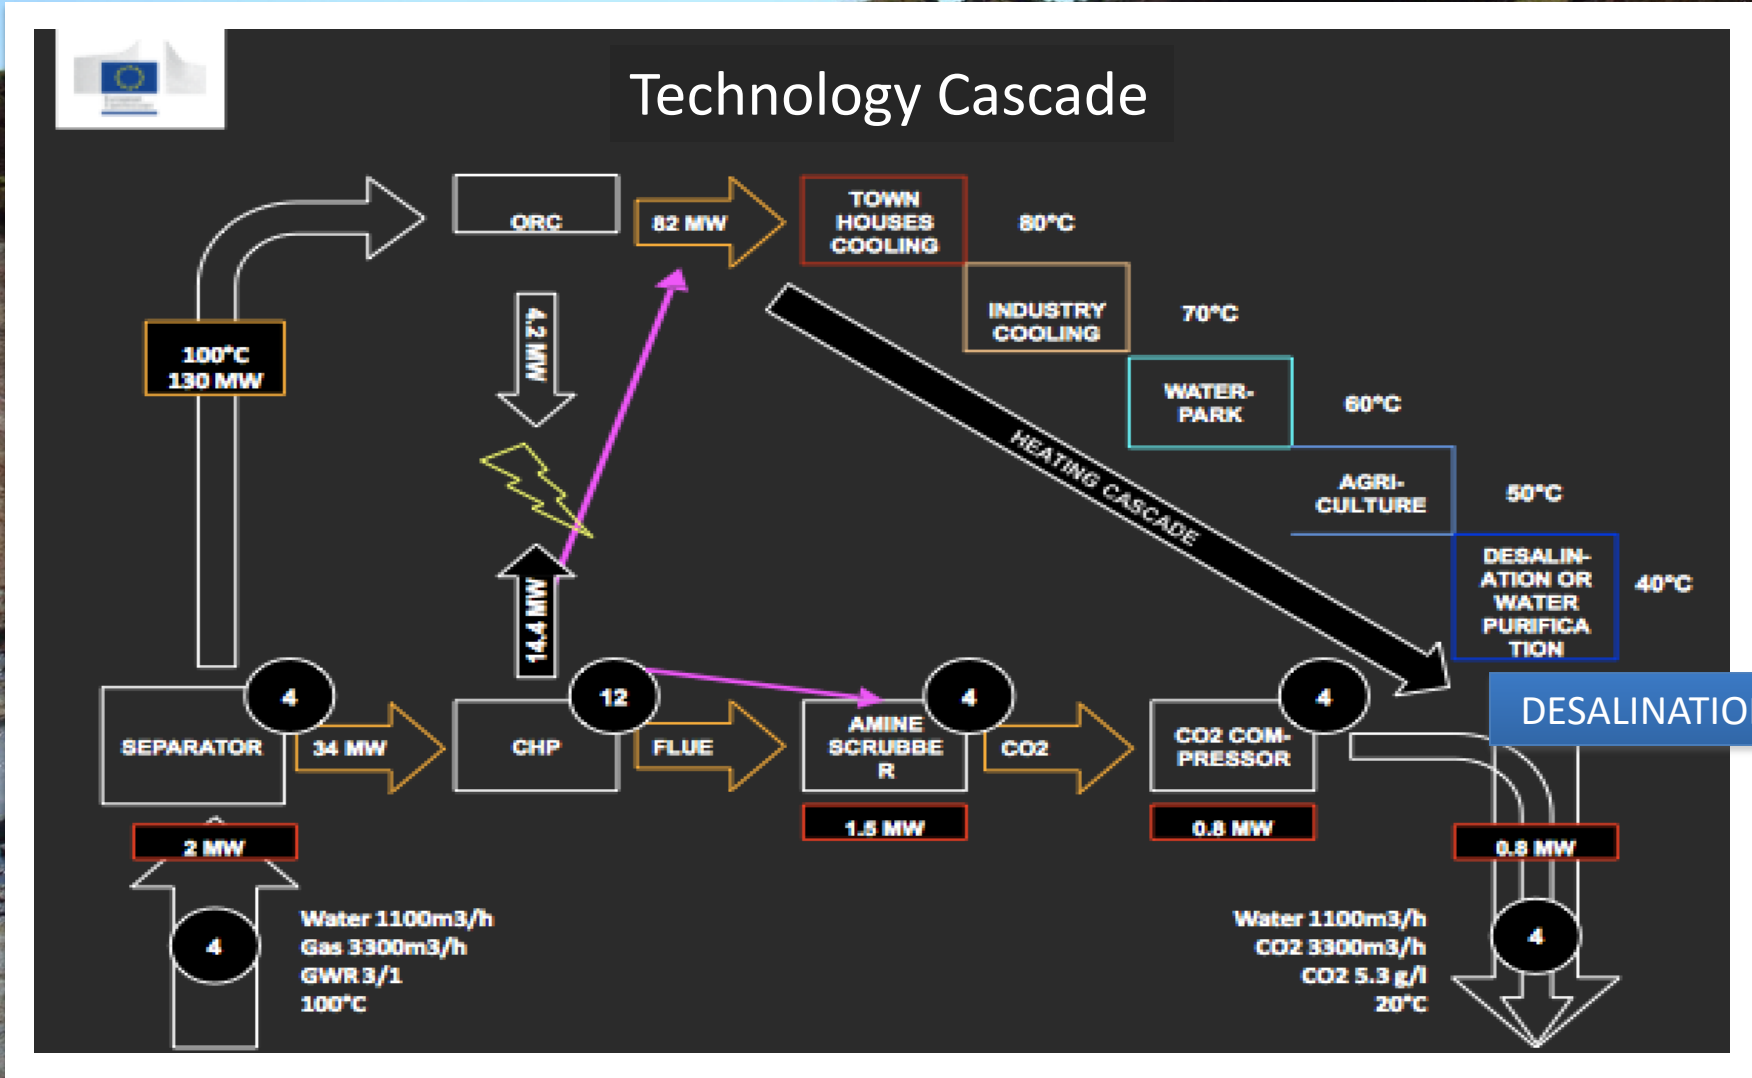 Technology Cascade
ORC
82 MW
TOWN
HOUSES
COOLING
80°C
INDUSTRY
COOLING
70°C
100°C
130 MW
4.2 MW
WATER-
PARK
60°C
HEATING CASCADE
AGRI-
CULTURE
50°C
DESALIN-
ATION OR
WATER
PURIFICA
TION
40°C
14.4 MW
4
12
4
4
SEPARATOR
34 MW
CHP
FLUE
AMINE
SCRUBBE
R
CO2
CO2 COM-
PRESSOR
DESALINATIO
2 MW
1.5 MW
0.8 MW
0.8 MW
4
Water 1100m3/h
Gas 3300m3/h
GWR 3/1
100°C
Water 1100m3/h
CO2 3300m3/h
CO2 5.3 g/l
20°C
4